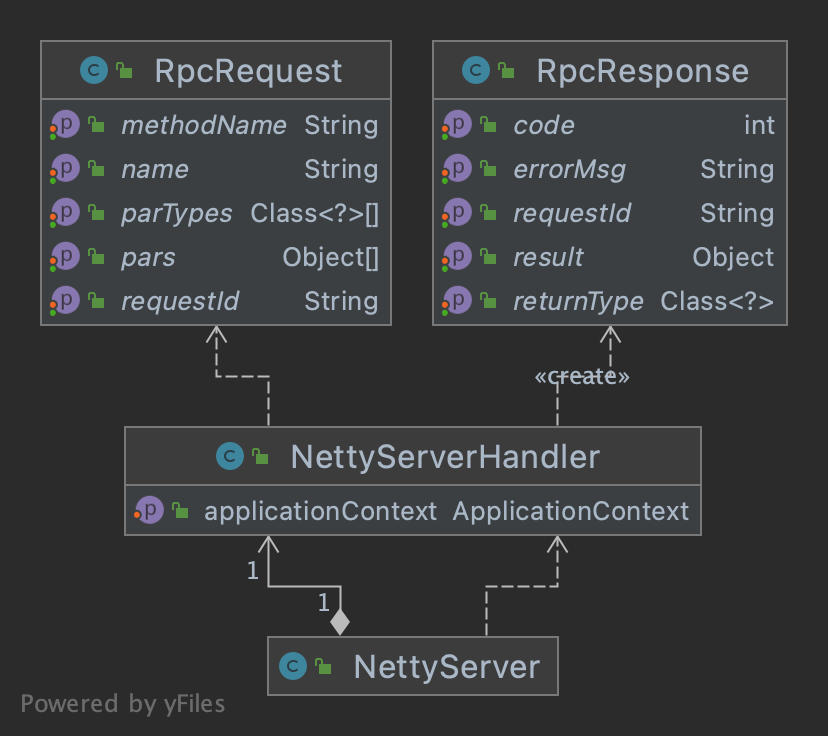 RpcRequest
methodName String
name String
parTypes Class<?>[]
pars Object[]
requestId String
RpcResponse
code int
errorMsg String
requestId String
result Object
returnType Class<?>
«create»
NettyServerHandler
applicationContext ApplicationContext
1
1
NettyServer
Powered by yFiles